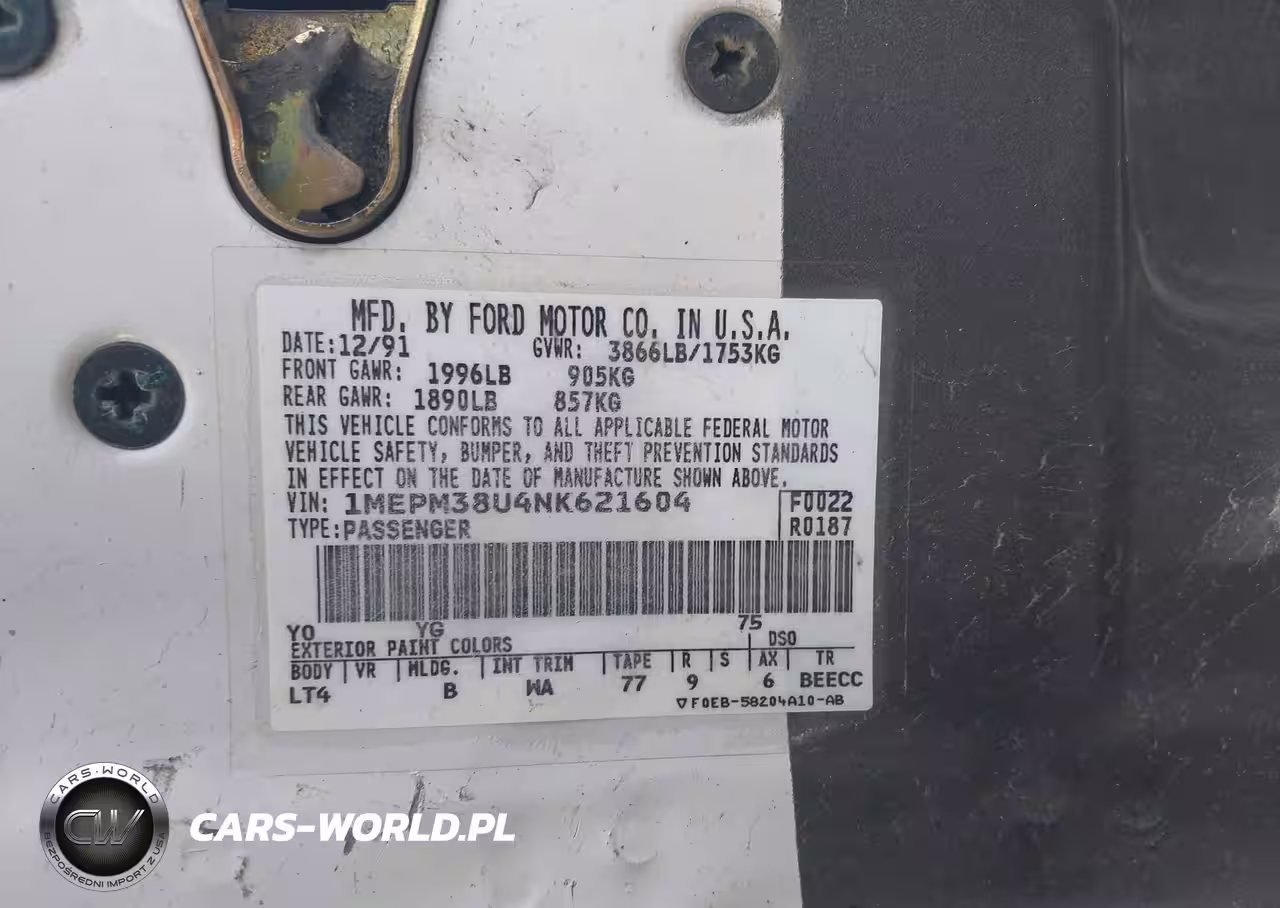 MFD. BY FORD MOTOR CO. IN U.S.A.
DATE: 12/91 GVWR: 3866LB/1753KG
FRONT GAWR: 1996LB 905KG
REAR GAWR: 1890LB 857KG
THIS VEHICLE CONFORMS TO ALL APPLICABLE FEDERAL MOTOR
VEHICLE SAFETY, BUMPER, AND THEFT PREVENTION STANDARDS
IN EFFECT ON THE DATE OF MANUFACTURE SHOWN ABOVE.
VIN: 1MEPM38U4NK621604 F0022
TYPE: PASSENGER R0187
YO YG 75
EXTERIOR PAINT COLORS DSO
BODY VR MLDG. INT TRIM TAPE R S AX TR
LT4 B WA 77 9 6 BEECC
F0EB-58204A10-AB
CARS-WORLD
CW
BEZPOŚREDNI IMPORT Z USA
CARS-WORLD.PL